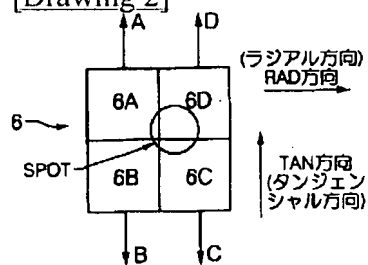 [Drawing 2]
A D
(ラジアル方向)
RAD方向
6A 6D
6
SPOT
6B 6C
TAN方向
(タンジェン
シャル方向)
B C